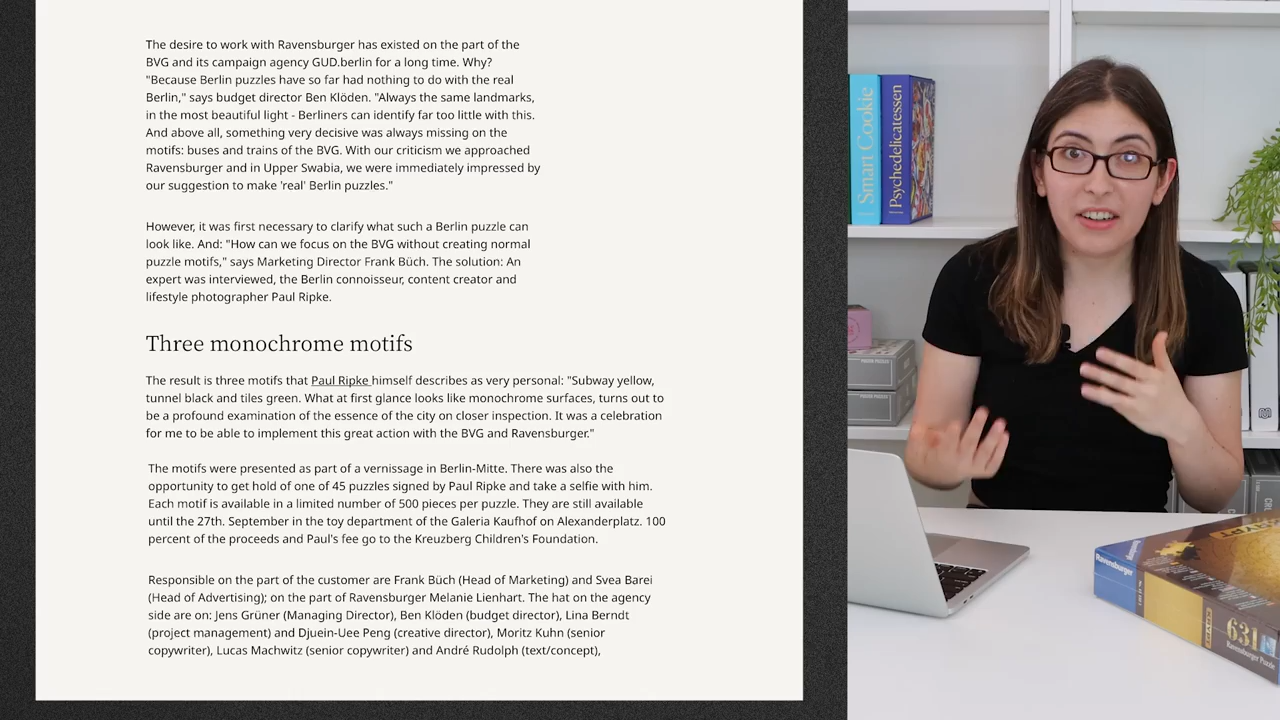 The desire to work with Ravensburger has existed on the part of the
BVG and its campaign agency GUD.berlin for a long time. Why?
"Because Berlin puzzles have so far had nothing to do with the real
Berlin," says budget director Ben Klöden. "Always the same landmarks,
in the most beautiful light - Berliners can identify far too little with this.
And above all, something very decisive was always missing on the
motifs: buses and trains of the BVG. With our criticism we approached
Ravensburger and in Upper Swabia, we were immediately impressed by
our suggestion to make 'real' Berlin puzzles."
However, it was first necessary to clarify what such a Berlin puzzle can
look like. And: "How can we focus on the BVG without creating normal
puzzle motifs," says Marketing Director Frank Büch. The solution: An
expert was interviewed, the Berlin connoisseur, content creator and
lifestyle photographer Paul Ripke.
Three monochrome motifs
The result is three motifs that Paul Ripke himself describes as very personal: "Subway yellow,
tunnel black and tiles green. What at first glance looks like monochrome surfaces, turns out to
be a profound examination of the essence of the city on closer inspection. It was a celebration
for me to be able to implement this great action with the BVG and Ravensburger."
The motifs were presented as part of a vernissage in Berlin-Mitte. There was also the
opportunity to get hold of one of 45 puzzles signed by Paul Ripke and take a selfie with him.
Each motif is available in a limited number of 500 pieces per puzzle. They are still available
until the 27th. September in the toy department of the Galeria Kaufhof on Alexanderplatz. 100
percent of the proceeds and Paul's fee go to the Kreuzberg Children's Foundation.
Responsible on the part of the customer are Frank Büch (Head of Marketing) and Svea Barei
(Head of Advertising); on the part of Ravensburger Melanie Lienhart. The hat on the agency
side are on: Jens Grüner (Managing Director), Ben Klöden (budget director), Lina Berndt
(project management) and Djuein-Uee Peng (creative director), Moritz Kuhn (senior
copywriter), Lucas Machwitz (senior copywriter) and André Rudolph (text/concept),
Smart Cookie
Psychedelicatessen
Ravensburger
KRYPT
631
Ravensburger Puzzle